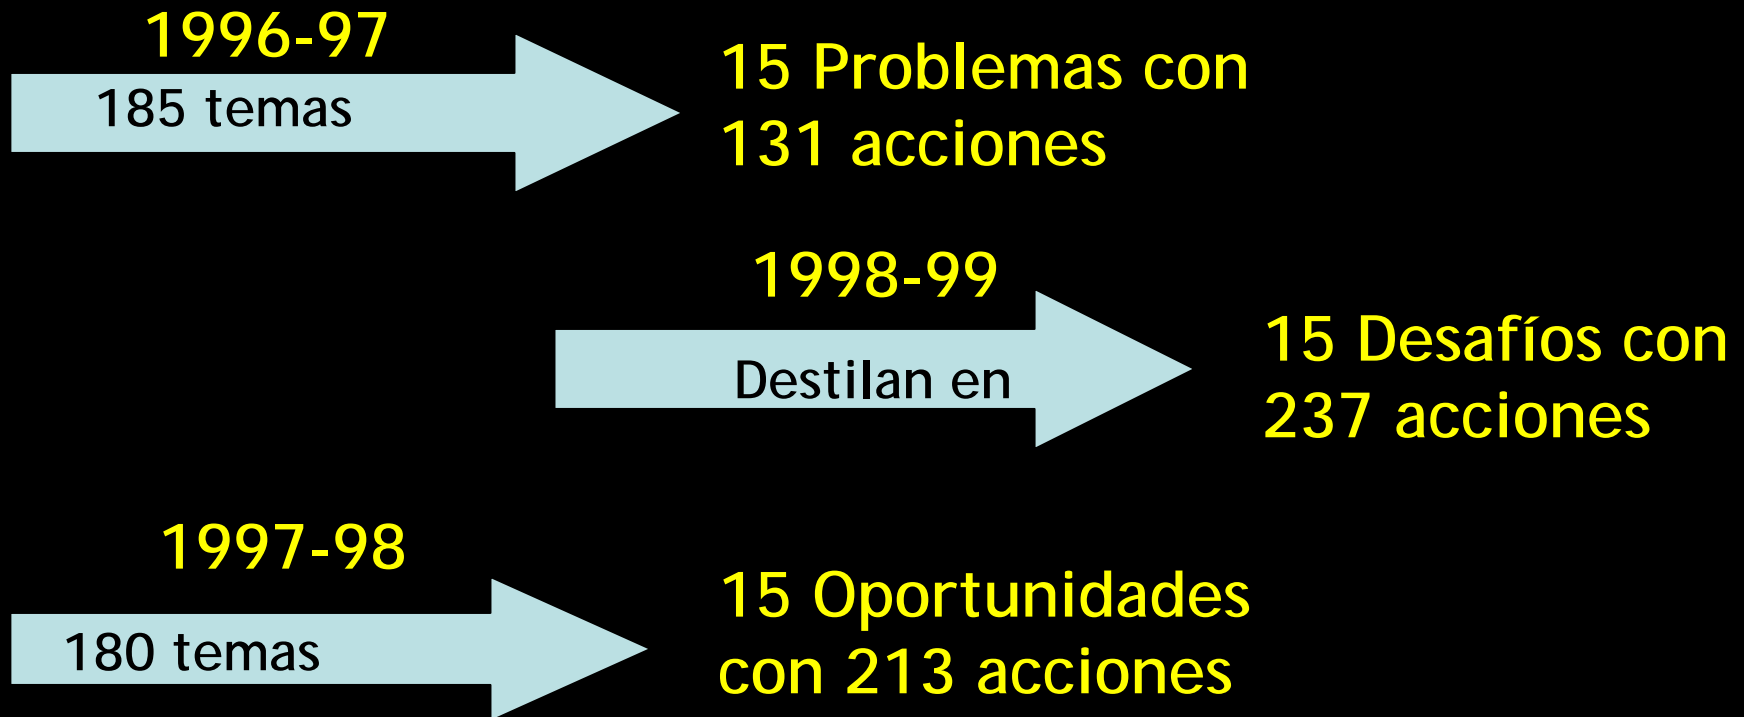 1996-97
185 temas
15 Problemas con
131 acciones
1998-99
Destilan en
15 Desafíos con
237 acciones
1997-98
180 temas
15 Oportunidades
con 213 acciones